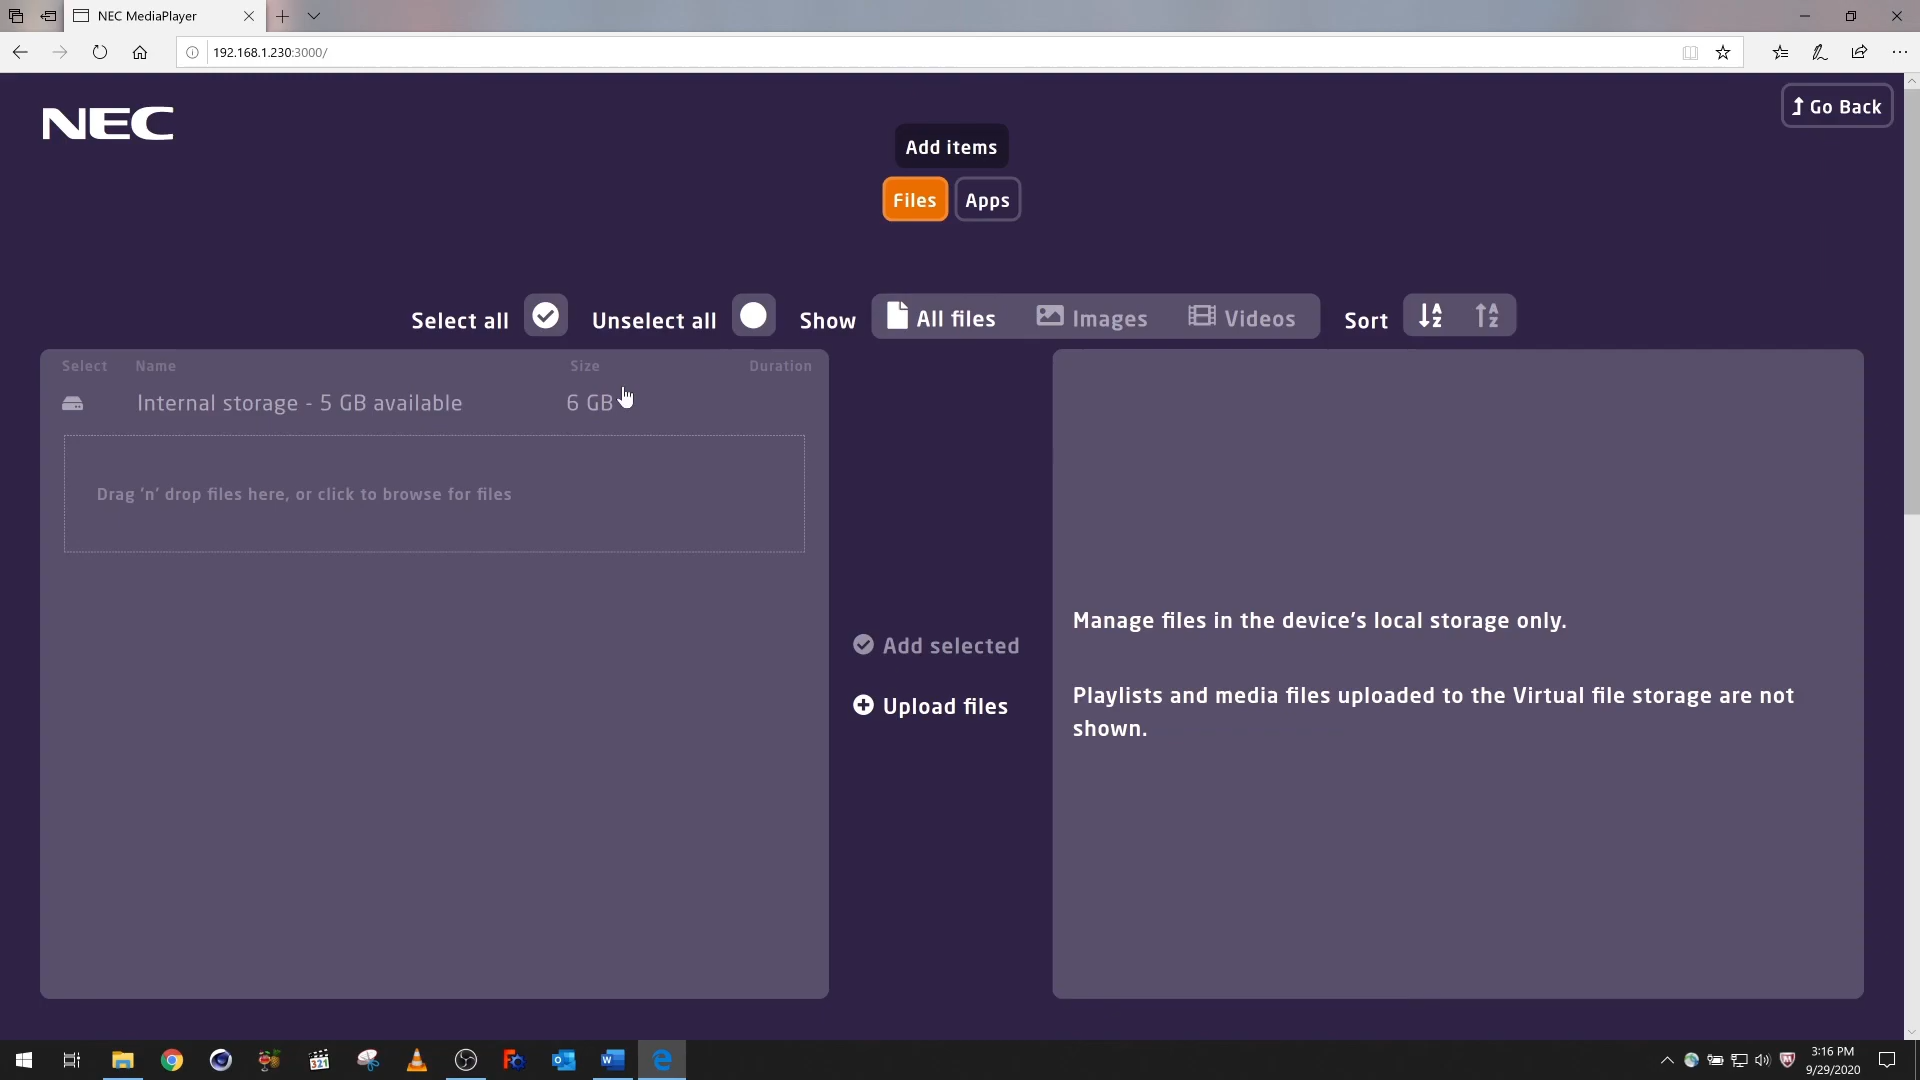 NEC MediaPlayer
192.168.1.230:3000/
NEC
Go Back
Add items
Files Apps
Select all Unselect all Show All files Images Videos Sort
Select Name Size Duration
Internal storage - 5 GB available 6 GB
Drag 'n' drop files here, or click to browse for files
Add selected
Upload files
Manage files in the device's local storage only.
Playlists and media files uploaded to the Virtual file storage are not
shown.
3:16 PM
9/29/2020